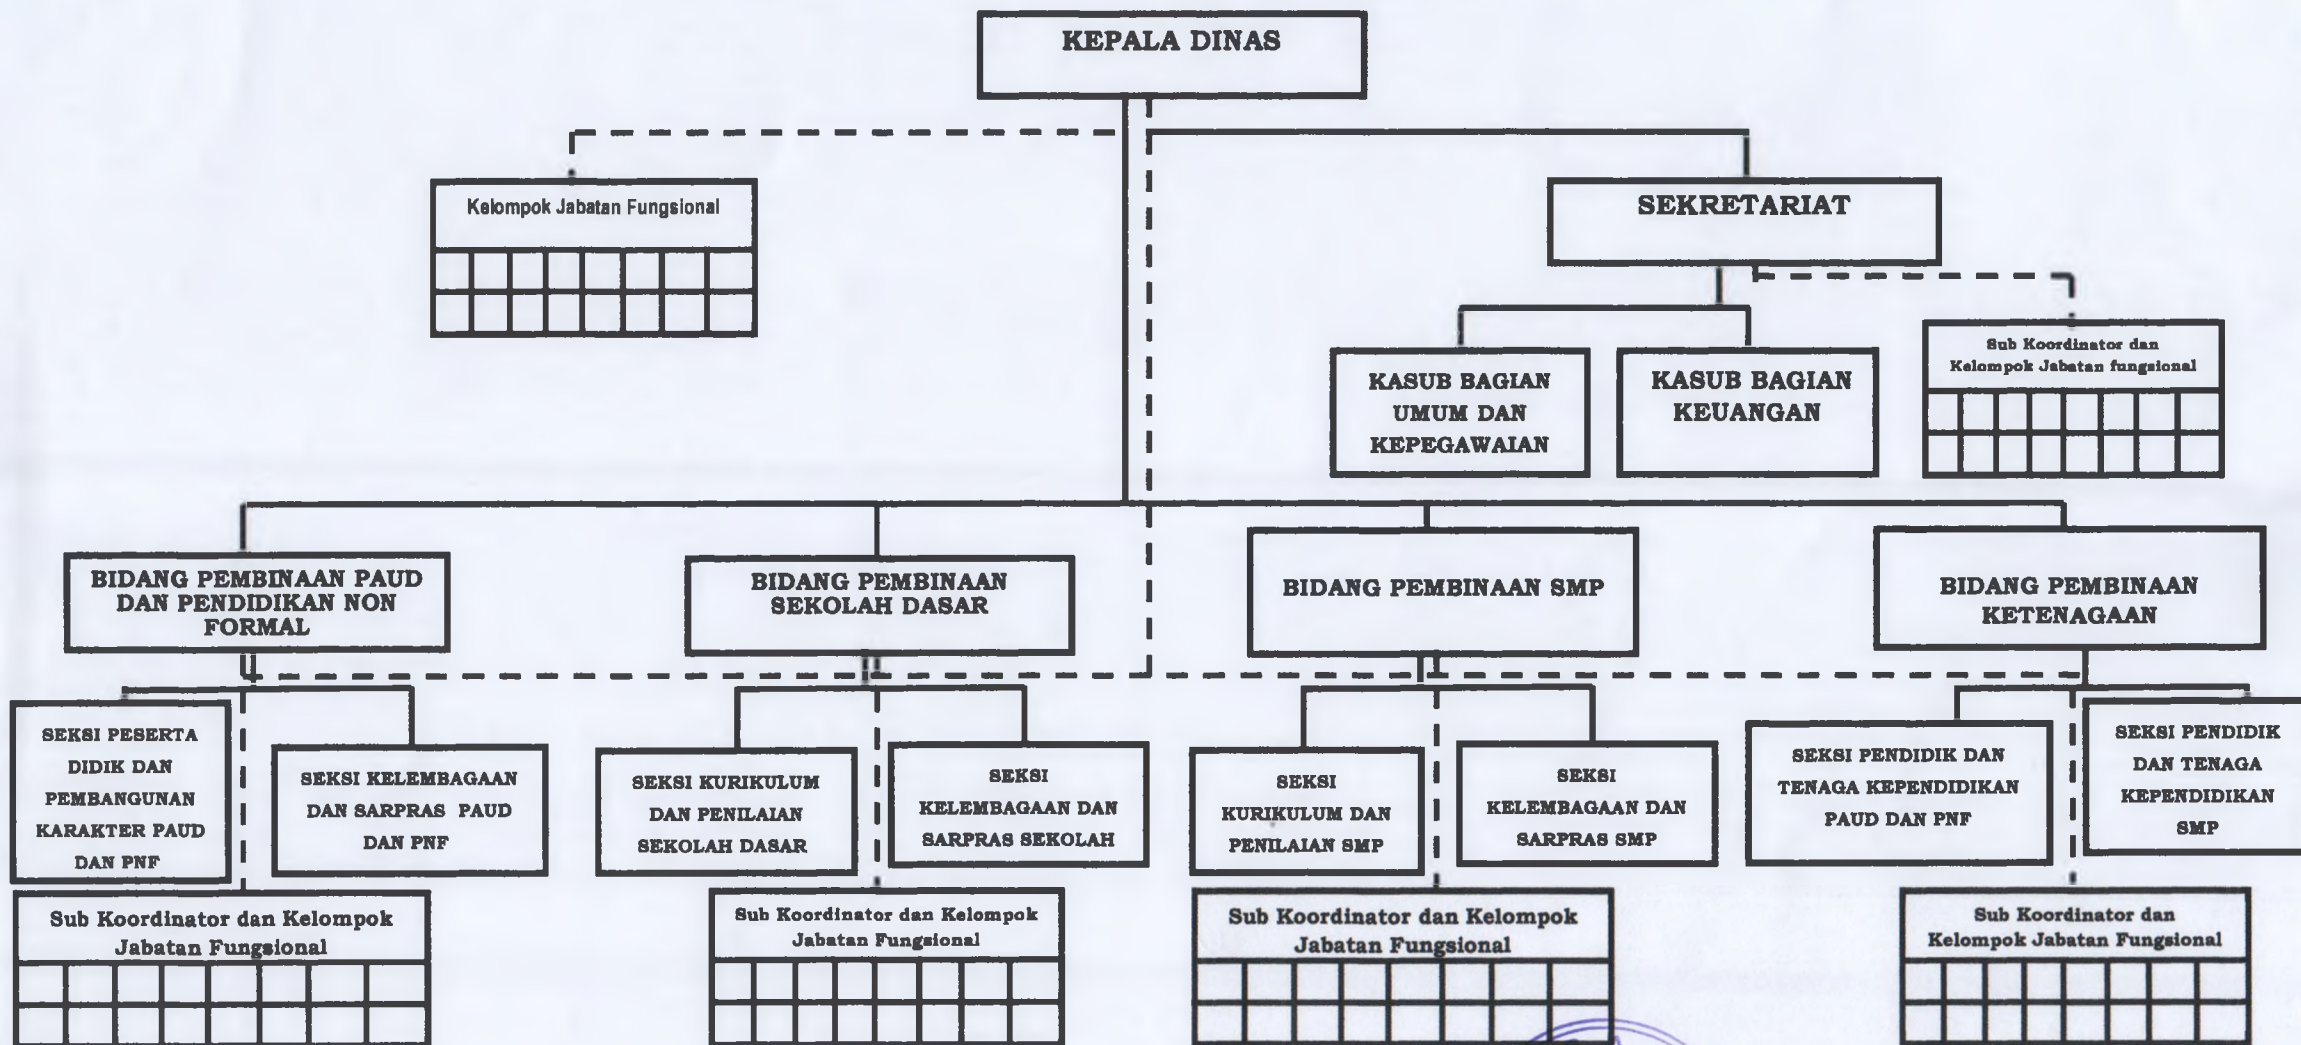 KEPALA DINAS
Kelompok Jabatan Fungsional
SEKRETARIAT
KASUB BAGIAN
UMUM DAN
KEPEGAWAIAN
KASUB BAGIAN
KEUANGAN
Sub Koordinator dan
Kelompok Jabatan fungsional
BIDANG PEMBINAAN PAUD
DAN PENDIDIKAN NON
FORMAL
BIDANG PEMBINAAN
SEKOLAH DASAR
BIDANG PEMBINAAN SMP
BIDANG PEMBINAAN
KETENAGAAN
SEKSI PESERTA
DIDIK DAN
PEMBANGUNAN
KARAKTER PAUD
DAN PNF
SEKSI KELEMBAGAAN
DAN SARPRAS PAUD
DAN PNF
SEKSI KURIKULUM
DAN PENILAIAN
SEKOLAH DASAR
SEKSI
KELEMBAGAAN DAN
SARPRAS SEKOLAH
SEKSI
KURIKULUM DAN
PENILAIAN SMP
SEKSI
KELEMBAGAAN DAN
SARPRAS SMP
SEKSI PENDIDIK DAN
TENAGA KEPENDIDIKAN
PAUD DAN PNF
SEKSI PENDIDIK
DAN TENAGA
KEPENDIDIKAN
SMP
Sub Koordinator dan Kelompok
Jabatan Fungsional
Sub Koordinator dan Kelompok
Jabatan Fungsional
Sub Koordinator dan Kelompok
Jabatan Fungsional
Sub Koordinator dan
Kelompok Jabatan Fungsional